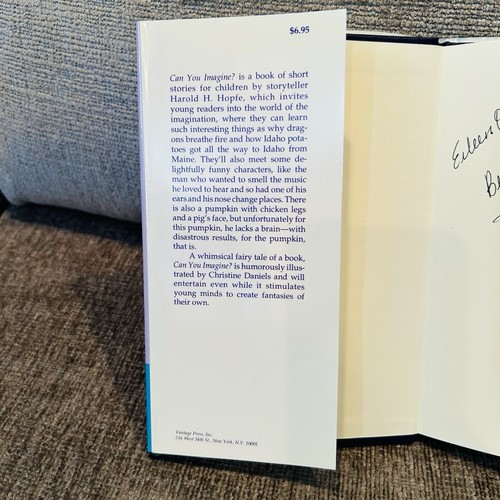 $6.95
Can You Imagine? is a book of short
stories for children by storyteller
Harold H. Hopfe, which invites
young readers into the world of the
imagination, where they can learn
such interesting things as why drag-
ons breathe fire and how Idaho pota-
toes got all the way to Idaho from
Maine. They'll also meet some de-
lightfully funny characters, like the
man who wanted to smell the music
he loved to hear and so had one of his
ears and his nose change places. There
is also a pumpkin with chicken legs
and a pig's face, but unfortunately for
this pumpkin, he lacks a brain—with
disastrous results, for the pumpkin,
that is.
A whimsical fairy tale of a book,
Can You Imagine? is humorously illus-
trated by Christine Daniels and will
entertain even while it stimulates
young minds to create fantasies of
their own.
Vantage Press, Inc.
516 West 34th St., New York, N.Y. 10001
Eileen